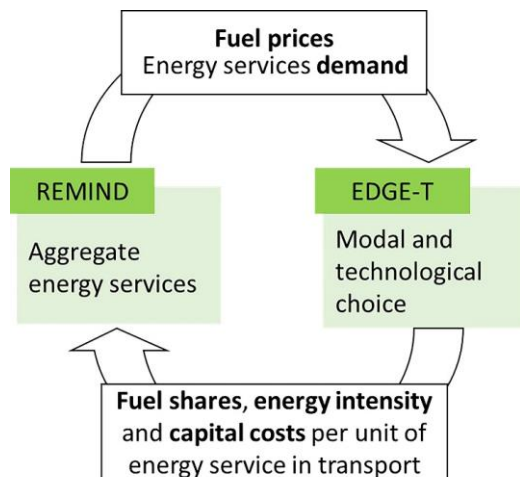 Fuel prices
Energy services demand
REMIND
Aggregate
energy services
EDGE-T
Modal and
technological
choice
Fuel shares, energy intensity
and capital costs per unit of
energy service in transport